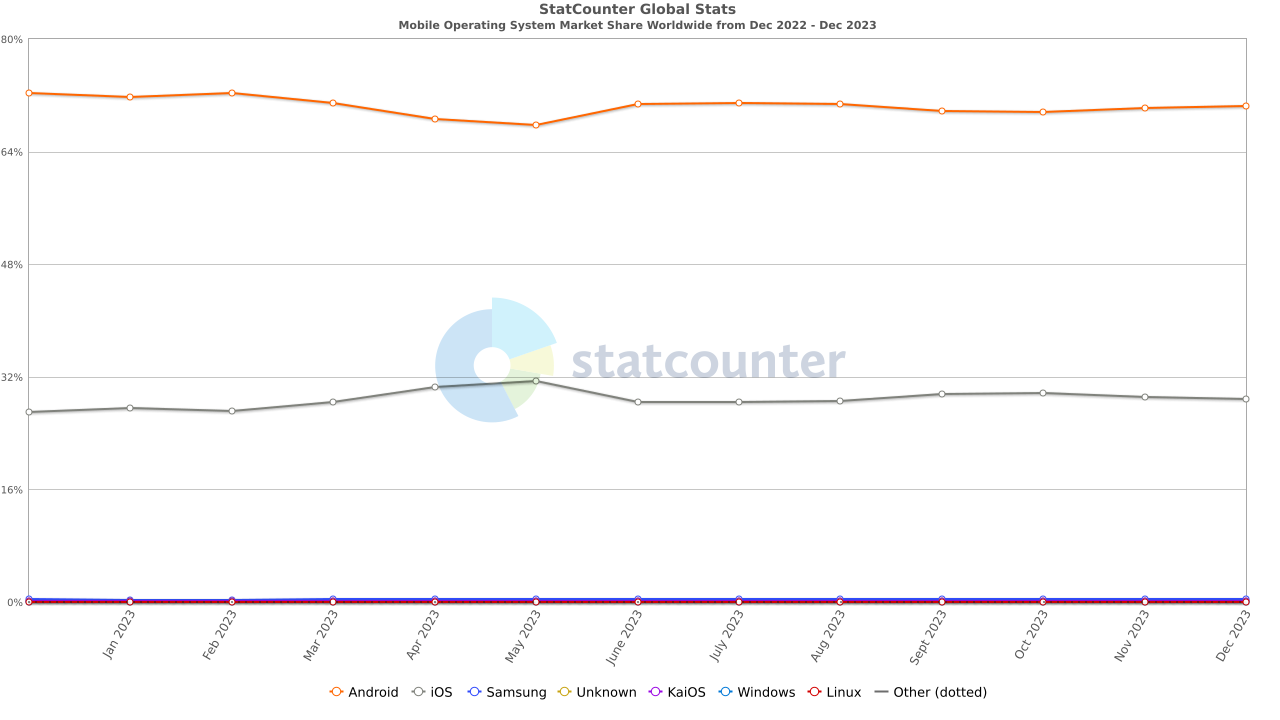 StatCounter Global Stats
Mobile Operating System Market Share Worldwide from Dec 2022 - Dec 2023
80%
64%
48%
statcounter
32%
16%
0%
Jan 2023
Feb 2023
Mar 2023
Apr 2023
May 2023
June 2023
July 2023
Aug 2023
Sept 2023
Oct 2023
Nov 2023
Dec 2023
Android iOS Samsung Unknown KaiOS Windows Linux Other (dotted)